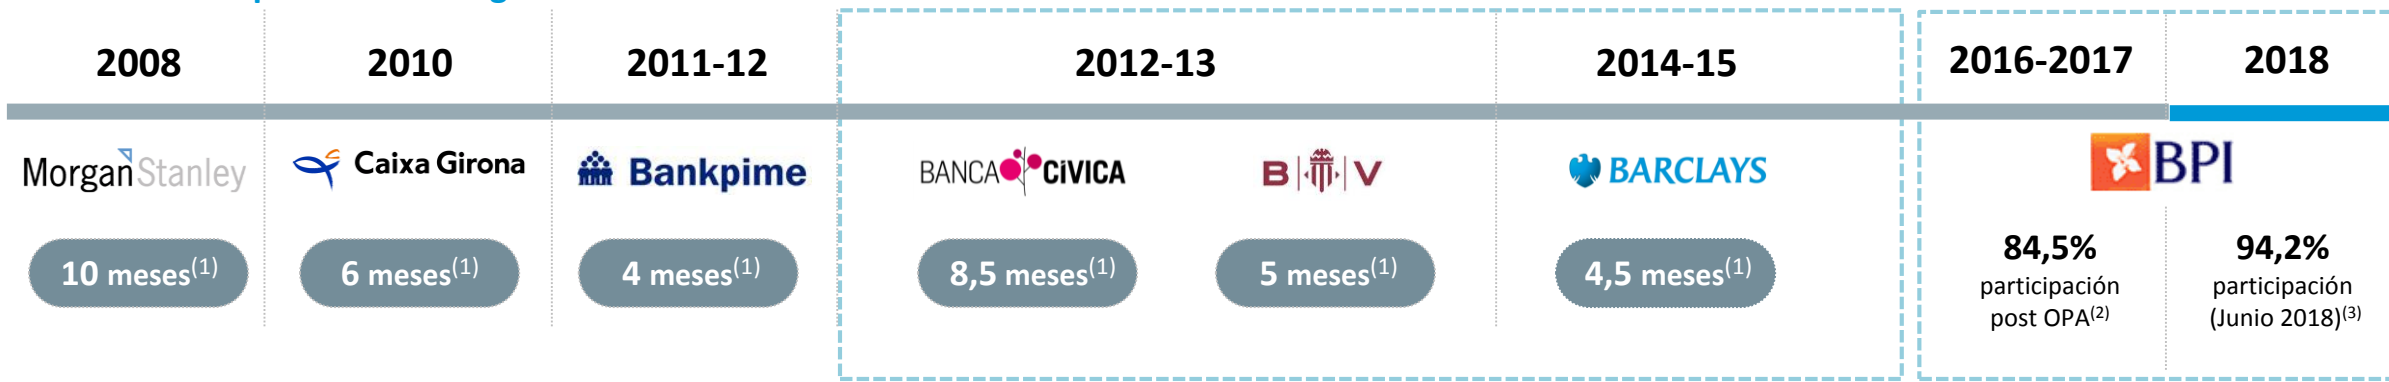 2008
2010
2011-12
2012-13
2014-15
2016-2017
2018
Morgan Stanley
Caixa Girona
Bankpime
BANCA CÍVICA
B V
BARCLAYS
BPI
10 meses(1)
6 meses(1)
4 meses(1)
8,5 meses(1)
5 meses(1)
4,5 meses(1)
84,5%
participación
post OPA(2)
94,2%
participación
(Junio 2018)(3)